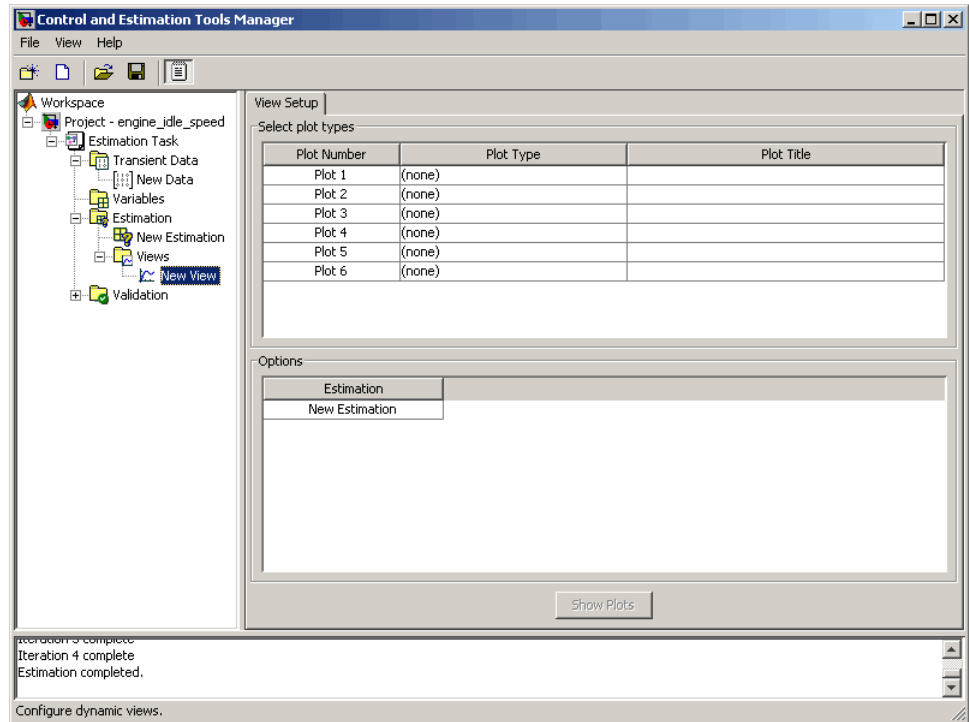 Control and Estimation Tools Manager
File View Help
Workspace
Project - engine_idle_speed
Estimation Task
Transient Data
New Data
Variables
Estimation
New Estimation
Views
New View
Validation
View Setup
Select plot types
Plot Number Plot Type Plot Title
Plot 1 (none)
Plot 2 (none)
Plot 3 (none)
Plot 4 (none)
Plot 5 (none)
Plot 6 (none)
Options
Estimation
New Estimation
Show Plots
Iteration 3 complete
Iteration 4 complete
Estimation completed.
Configure dynamic views.